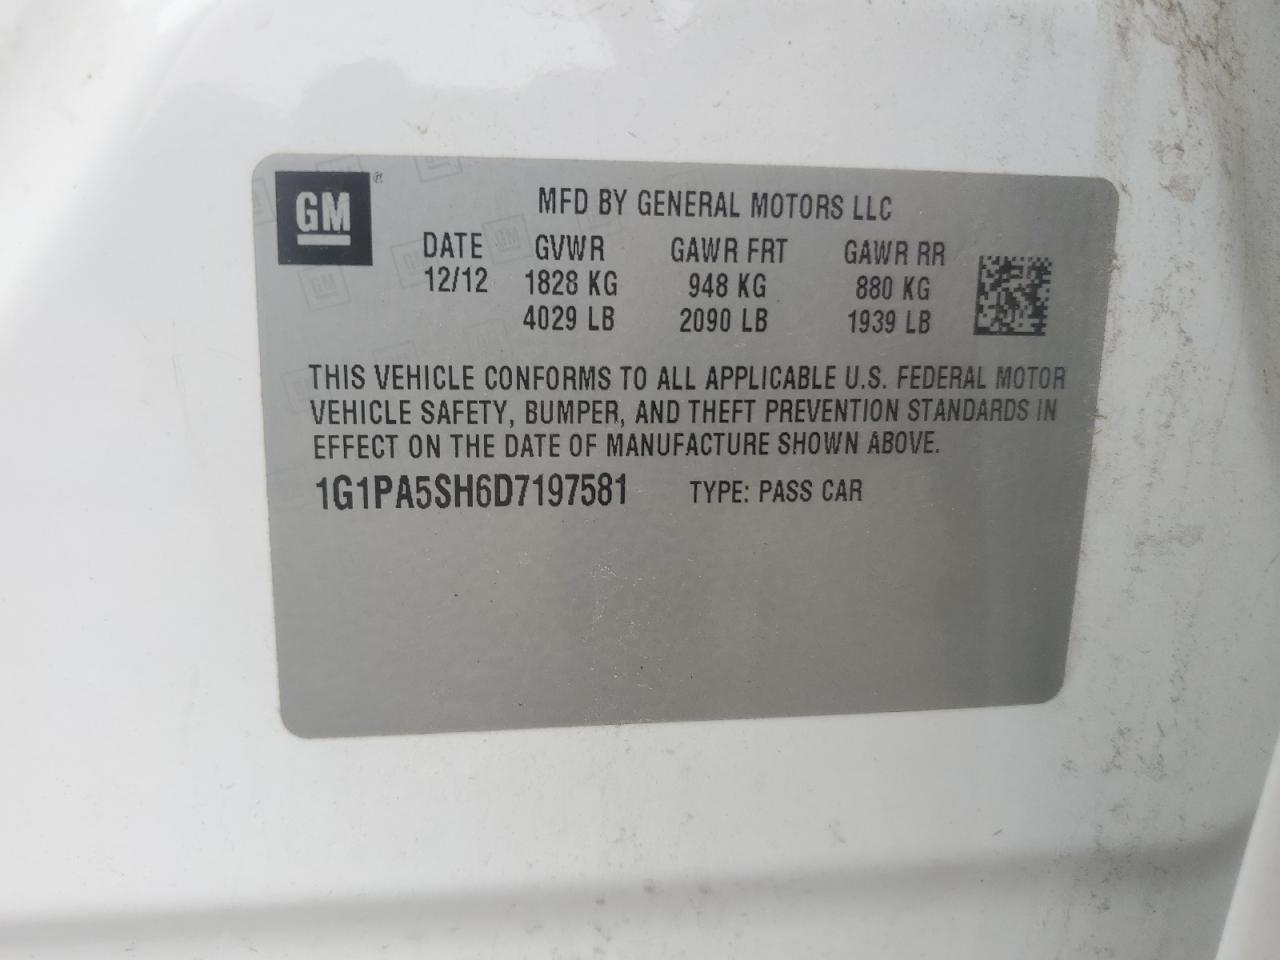 GM
MFD BY GENERAL MOTORS LLC
DATE GVWR GAWR FRT GAWR RR
12/12 1828 KG 948 KG 880 KG
4029 LB 2090 LB 1939 LB
THIS VEHICLE CONFORMS TO ALL APPLICABLE U.S. FEDERAL MOTOR
VEHICLE SAFETY, BUMPER, AND THEFT PREVENTION STANDARDS IN
EFFECT ON THE DATE OF MANUFACTURE SHOWN ABOVE.
1G1PA5SH6D7197581 TYPE: PASS CAR